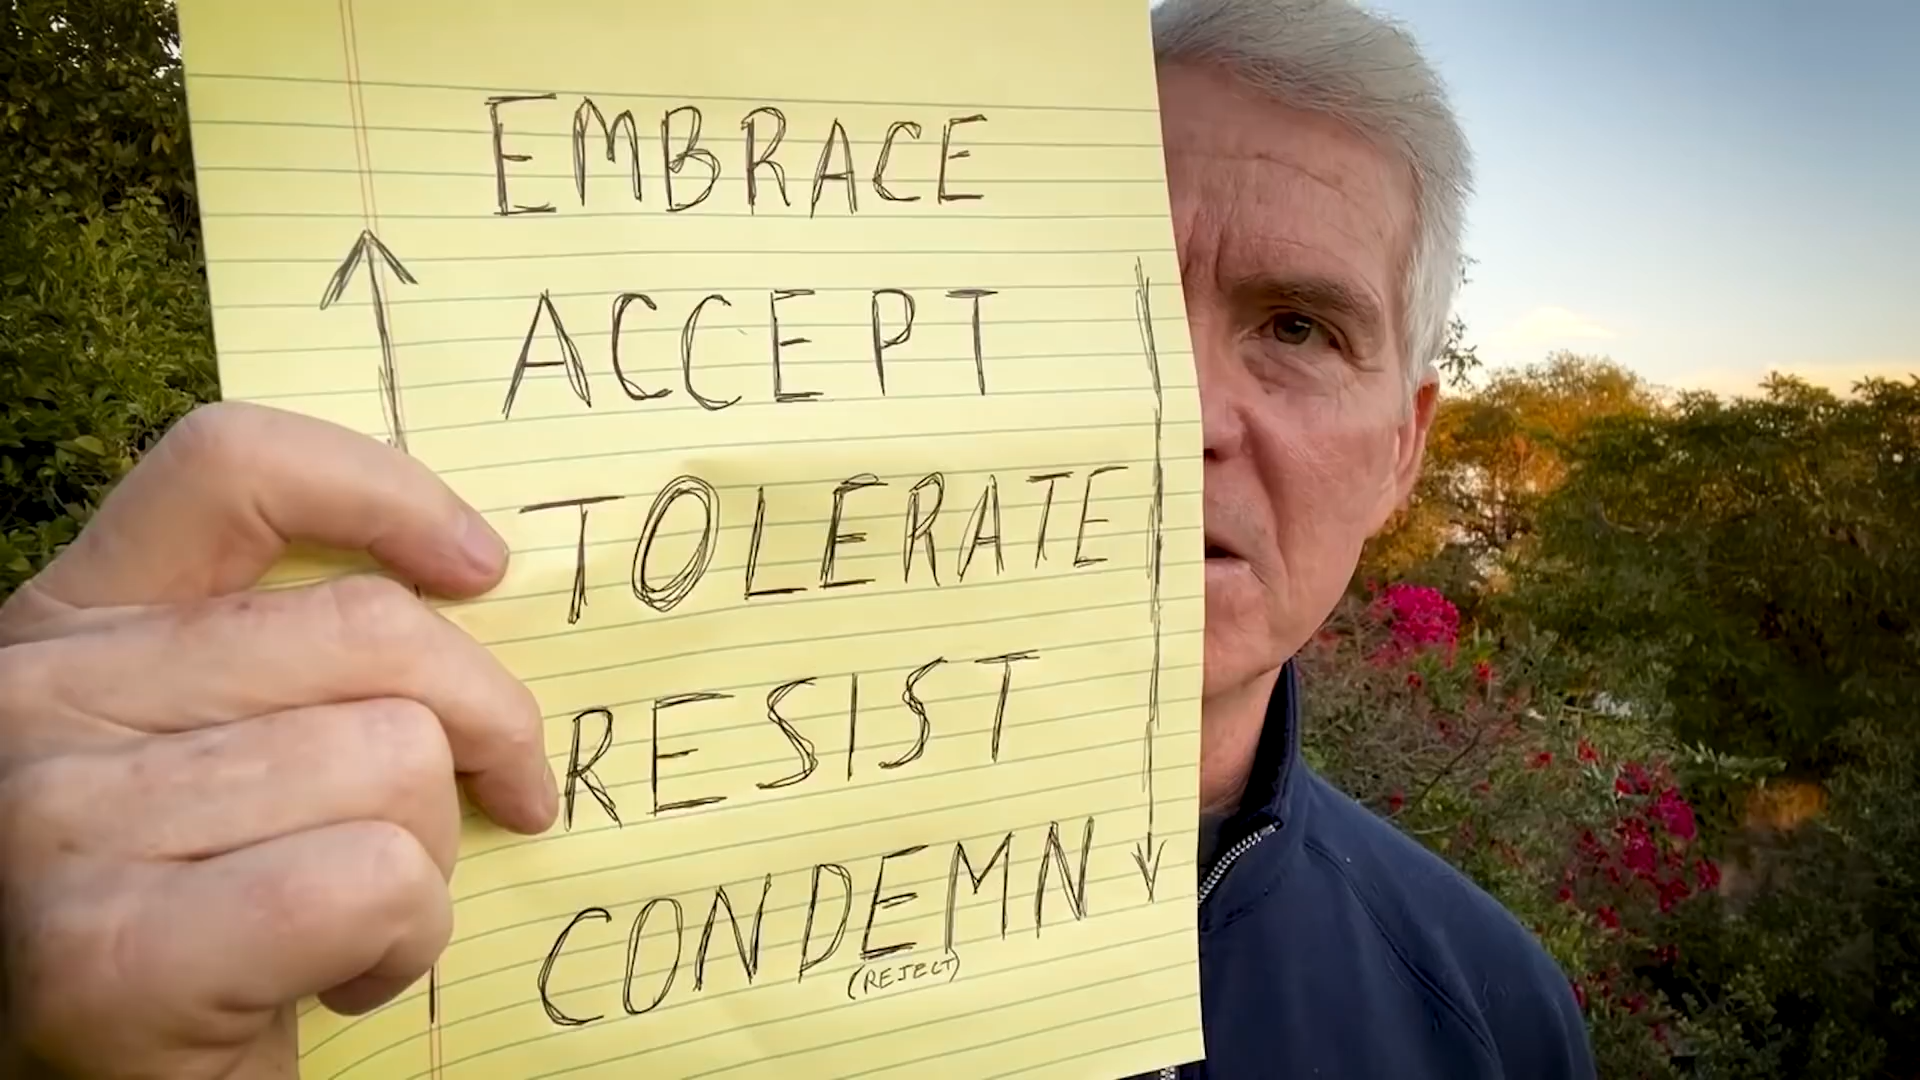 EMBRACE
ACCEPT
TOLERATE
RESIST
CONDEMN
(REJECT)